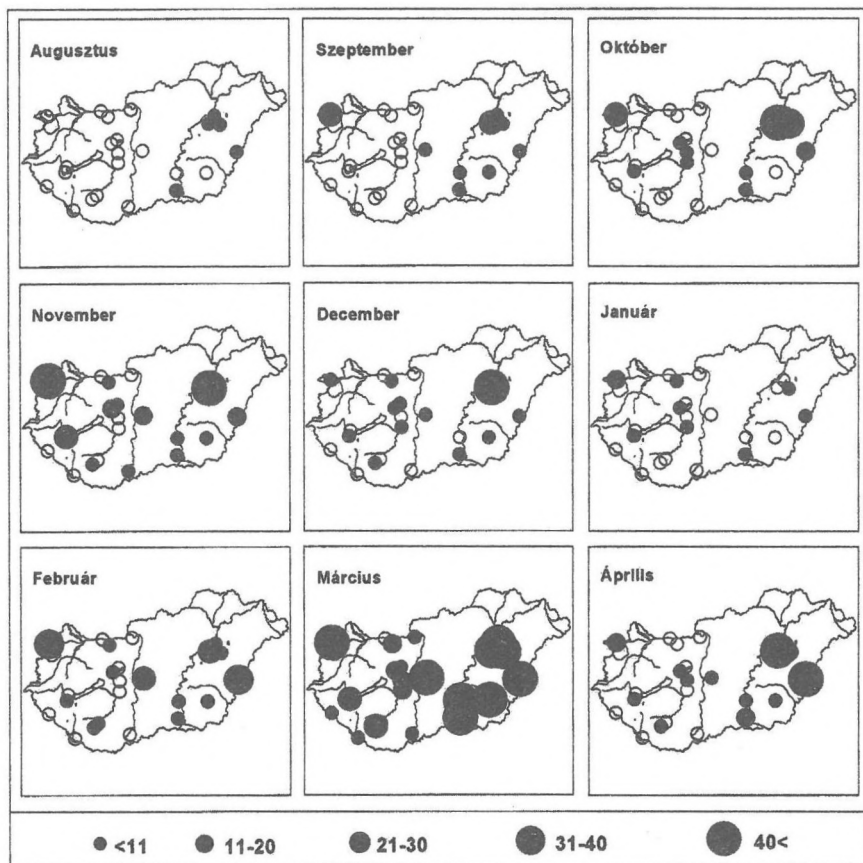 Augusztus
Szeptember
Október
November
December
Január
Február
Március
Április
<11 11-20 21-30 31-40 40<